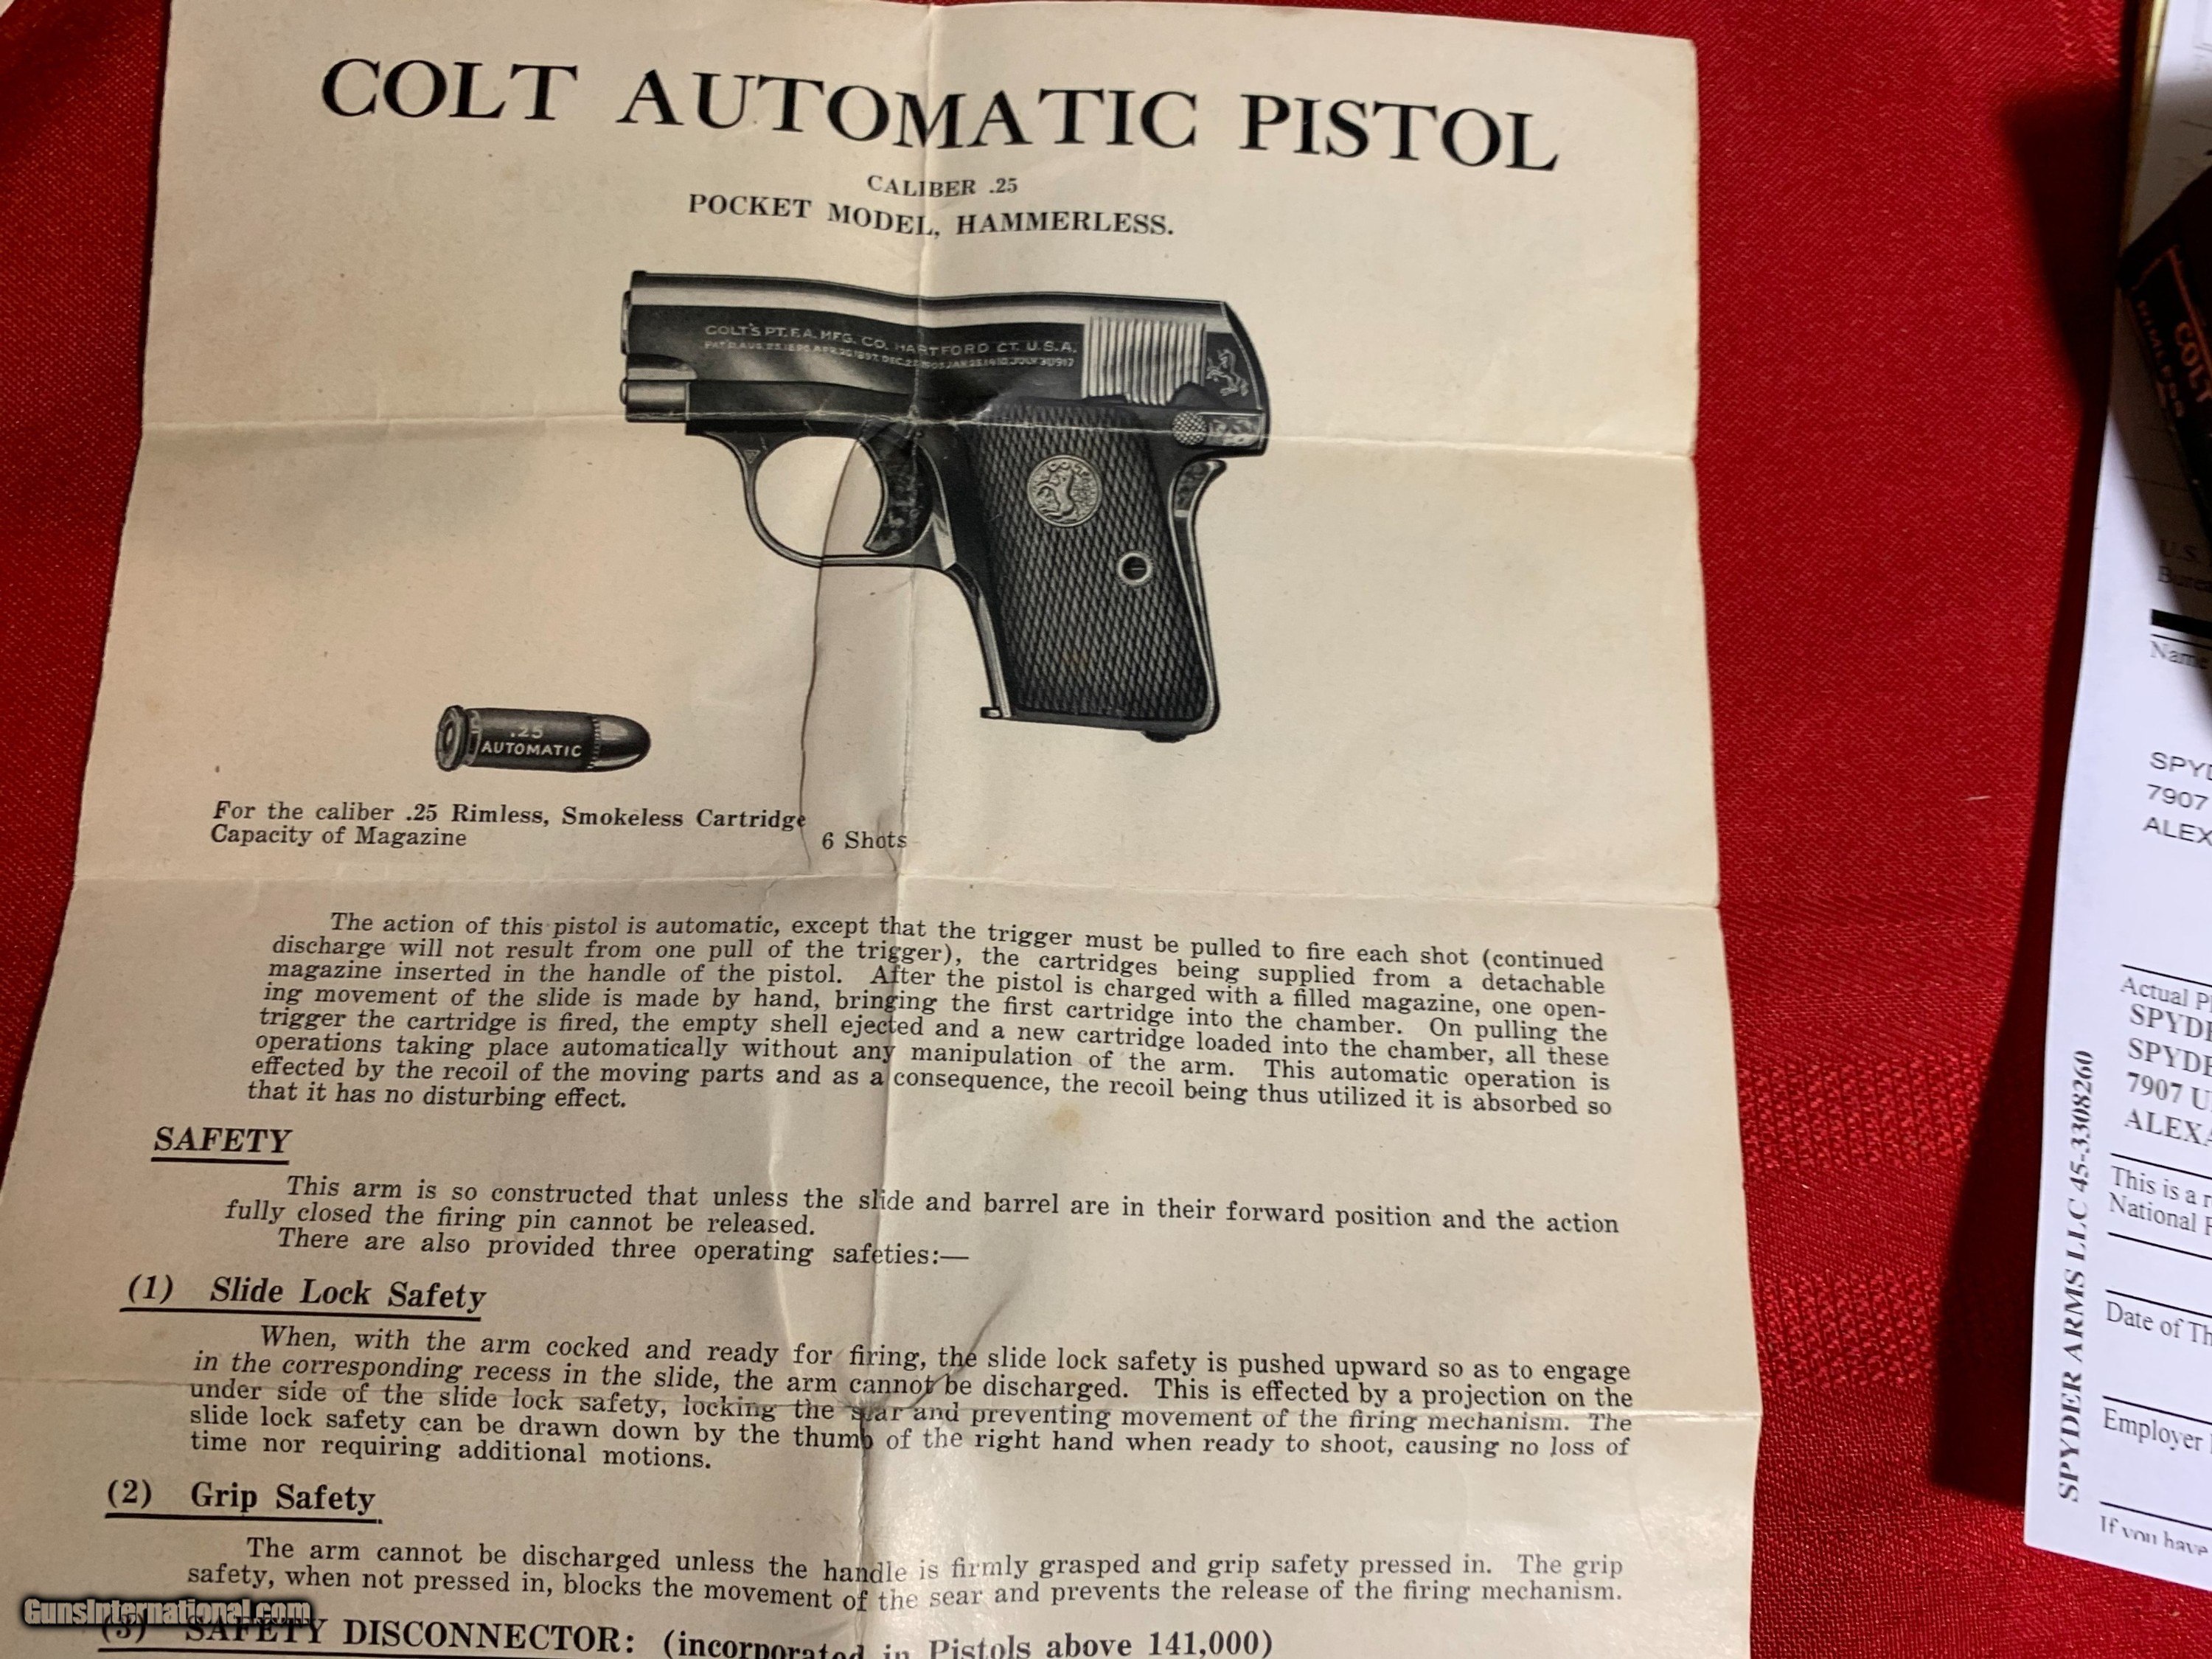 COLT AUTOMATIC PISTOL
CALIBER .25
POCKET MODEL, HAMMERLESS.
COLT'S PT. F.A. MFG. CO. HARTFORD CT. U.S.A.
.25
AUTOMATIC
For the caliber .25 Rimless, Smokeless Cartridge
Capacity of Magazine 6 Shots
The action of this pistol is automatic, except that the trigger must be pulled to fire each shot (continued
discharge will not result from one pull of the trigger), the cartridges being supplied from a detachable
magazine inserted in the handle of the pistol. After the pistol is charged with a filled magazine, one open-
ing movement of the slide is made by hand, bringing the first cartridge into the chamber. On pulling the
trigger the cartridge is fired, the empty shell ejected and a new cartridge loaded into the chamber, all these
operations taking place automatically without any manipulation of the arm. This automatic operation is
effected by the recoil of the moving parts and as a consequence, the recoil being thus utilized it is absorbed so
that it has no disturbing effect.
SAFETY
This arm is so constructed that unless the slide and barrel are in their forward position and the action
fully closed the firing pin cannot be released.
There are also provided three operating safeties:—
(1) Slide Lock Safety
When, with the arm cocked and ready for firing, the slide lock safety is pushed upward so as to engage
in the corresponding recess in the slide, the arm cannot be discharged. This is effected by a projection on the
under side of the slide lock safety, locking the sear and preventing movement of the firing mechanism. The
slide lock safety can be drawn down by the thumb of the right hand when ready to shoot, causing no loss of
time nor requiring additional motions.
(2) Grip Safety
The arm cannot be discharged unless the handle is firmly grasped and grip safety pressed in. The grip
safety, when not pressed in, blocks the movement of the sear and prevents the release of the firing mechanism.
(3) SAFETY DISCONNECTOR: (incorporated in Pistols above 141,000)
GunsInternational.com
COLT
U.S.
Name
7907
Actual
7907 U
This is a
National
Date of
Employer
If you have
SPYDER ARMS LLC 45-3308260